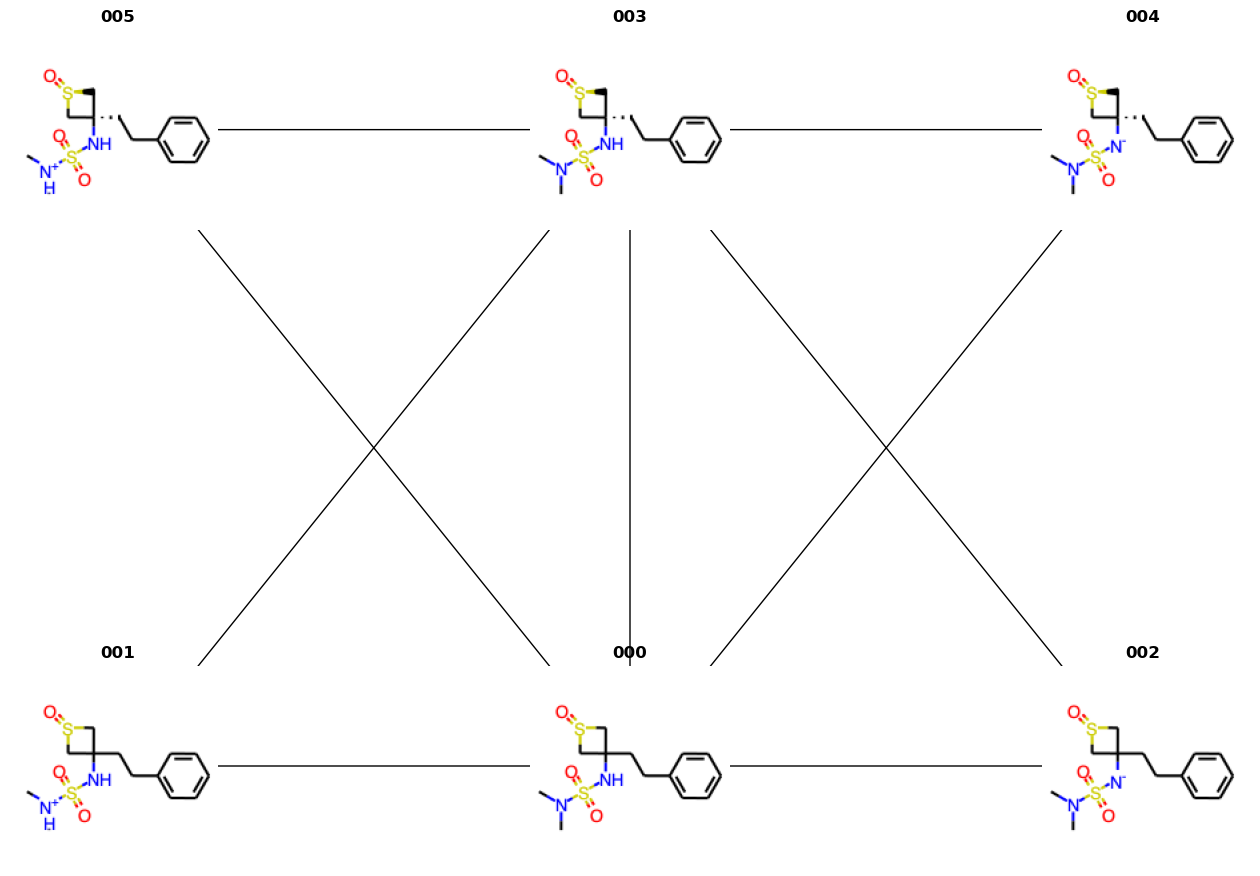 005 003 004
O O O
S S S
O NH O NH O N-
S S S
N+ O N O N O
H
001 000 002
O O O
S S S
O NH O NH O N-
S S S
N+ O N O N O
H